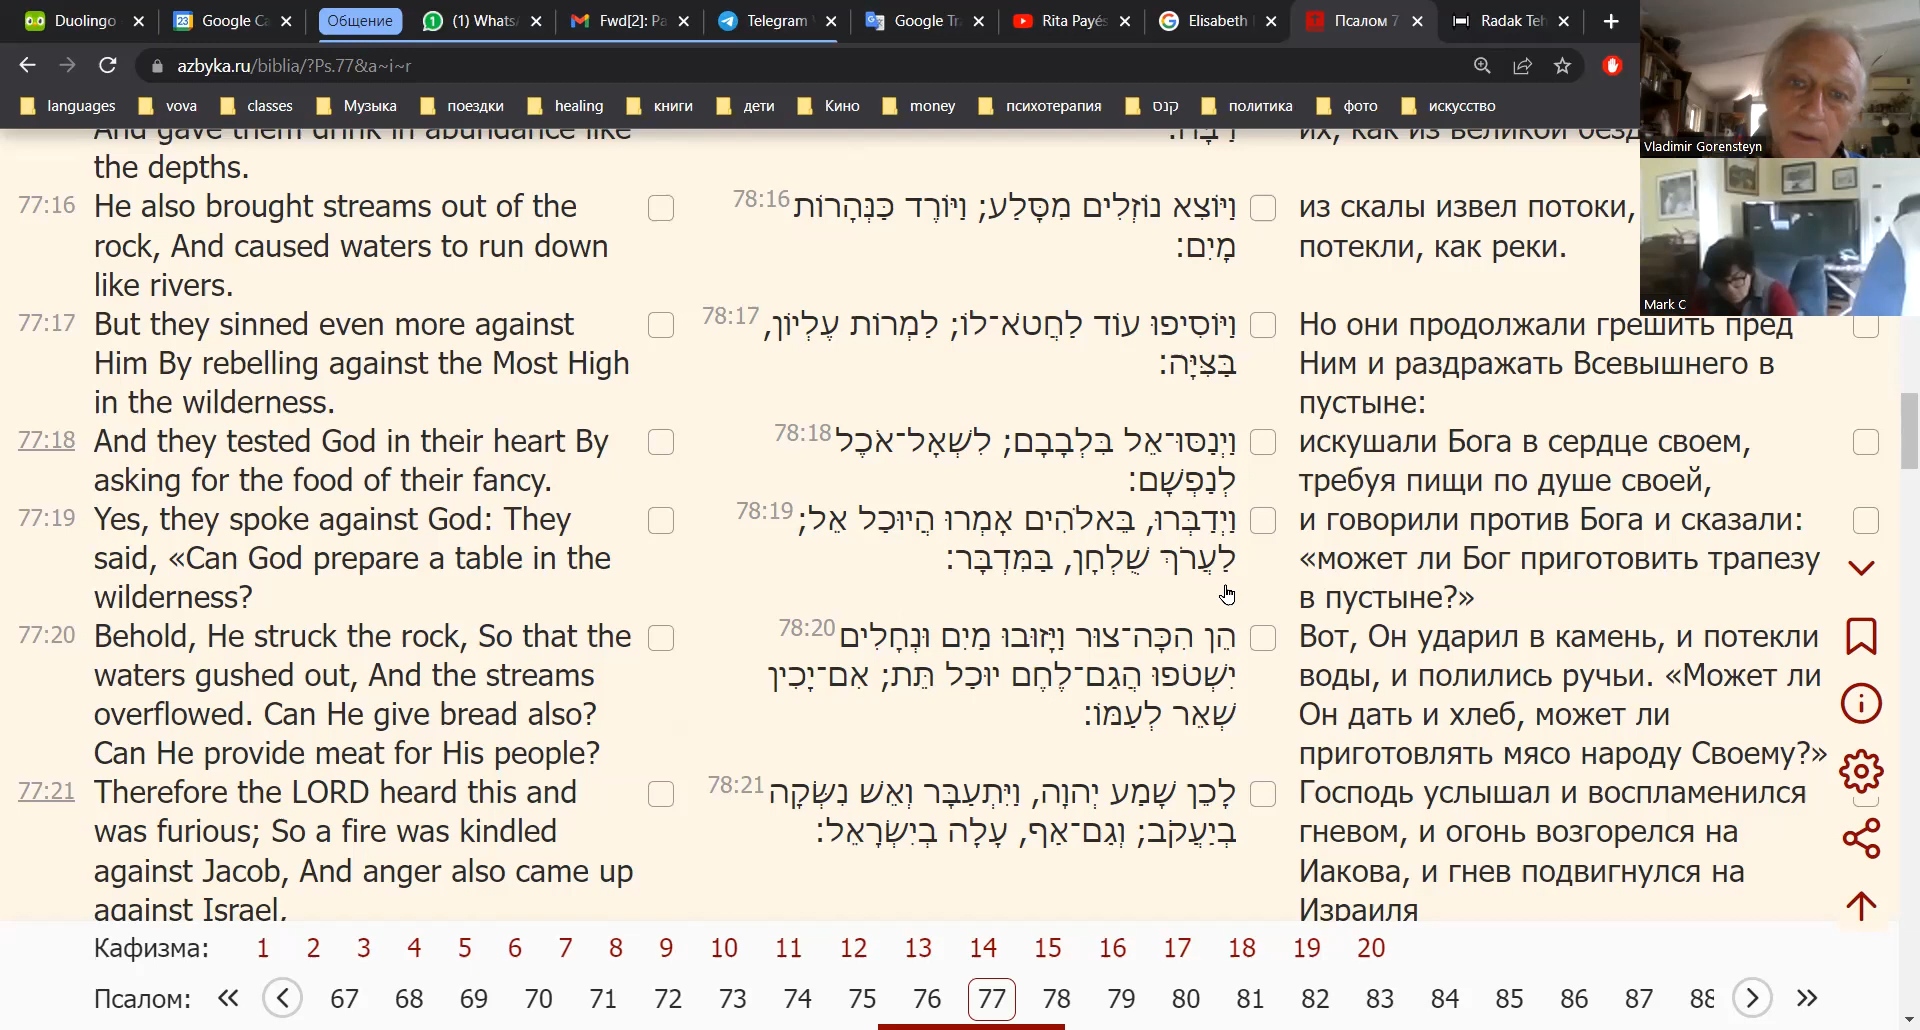 Duolingo
Google Ca
Общение
(1) Whats
Fwd[2]: Pa
Telegram
Google Tr
Rita Payés
Elisabeth
Псалом 7
Radak Teh
azbyka.ru/biblia/?Ps.77&a~i~r
languages
vova
classes
Музыка
поездки
healing
книги
дети
Кино
money
психотерапия
קנס
политика
фото
искусство
Vladimir Gorensteyn
Mark C
And gave them drink in abundance like
the depths.
77:16 He also brought streams out of the
rock, And caused waters to run down
like rivers.
77:17 But they sinned even more against
Him By rebelling against the Most High
in the wilderness.
77:18 And they tested God in their heart By
asking for the food of their fancy.
77:19 Yes, they spoke against God: They
said, «Can God prepare a table in the
wilderness?
77:20 Behold, He struck the rock, So that the
waters gushed out, And the streams
overflowed. Can He give bread also?
Can He provide meat for His people?
77:21 Therefore the LORD heard this and
was furious; So a fire was kindled
against Jacob, And anger also came up
against Israel,
78:16 וַיּוֹצִא נוֹזְלִים מִסָּלַע; וַיּוֹרֶד כַּנְּהָרוֹת
מָיִם:
78:17 וַיּוֹסִיפוּ עוֹד לַחֲטֹא־לוֹ; לַמְרוֹת עֶלְיוֹן,
בַּצִּיָּה:
78:18 וַיְנַסּוּ־אֵל בִּלְבָבָם; לִשְׁאָל־אֹכֶל
לְנַפְשָׁם:
78:19 וַיְדַבְּרוּ, בֵּאלֹהִים אָמְרוּ הֲיוּכַל אֵל;
לַעֲרֹךְ שֻׁלְחָן, בַּמִּדְבָּר:
78:20 הֵן הִכָּה־צוּר וַיָּזוּבוּ מַיִם וּנְחָלִים
יִשְׁטֹפוּ הֲגַם־לֶחֶם יוּכַל תֵּת; אִם־יָכִין
שְׁאֵר לְעַמּוֹ:
78:21 לָכֵן שָׁמַע יְהוָה, וַיִּתְעַבָּר וְאֵשׁ נִשְּׂקָה
בְיַעֲקֹב; וְגַם־אַף, עָלָה בְיִשְׂרָאֵל:
их, как из великой
из скалы извел потоки,
потекли, как реки.
Но они продолжали грешить пред
Ним и раздражать Всевышнего в
пустыне:
искушали Бога в сердце своем,
требуя пищи по душе своей,
и говорили против Бога и сказали:
«может ли Бог приготовить трапезу
в пустыне?»
Вот, Он ударил в камень, и потекли
воды, и полились ручьи. «Может ли
Он дать и хлеб, может ли
приготовлять мясо народу Своему?»
Господь услышал и воспламенился
гневом, и огонь возгорелся на
Иакова, и гнев подвигнулся на
Израиля
Кафизма: 1 2 3 4 5 6 7 8 9 10 11 12 13 14 15 16 17 18 19 20
Псалом: « 67 68 69 70 71 72 73 74 75 76 77 78 79 80 81 82 83 84 85 86 87 88 »